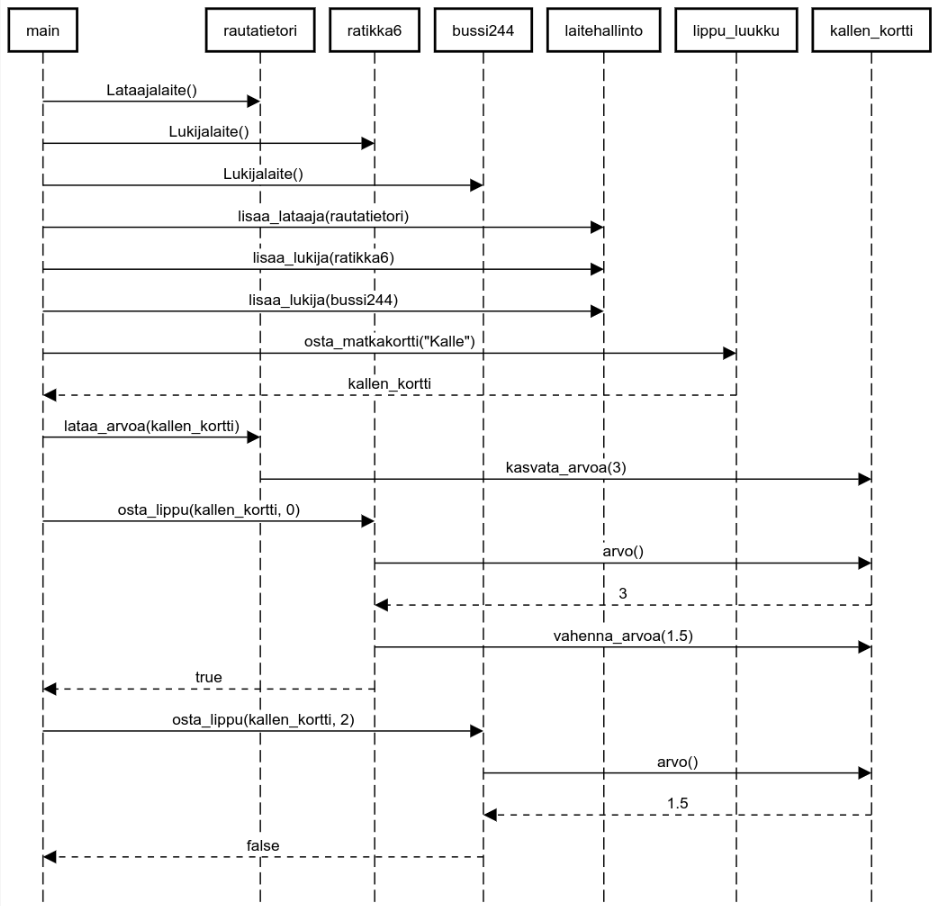 main rautatietori ratikka6 bussi244 laitehallinto lippu_luukku kallen_kortti
Lataajalaite()
Lukijalaite()
Lukijalaite()
lisaa_lataaja(rautatietori)
lisaa_lukija(ratikka6)
lisaa_lukija(bussi244)
osta_matkakortti("Kalle")
kallen_kortti
lataa_arvoa(kallen_kortti)
kasvata_arvoa(3)
osta_lippu(kallen_kortti, 0)
arvo()
3
vahenna_arvoa(1.5)
true
osta_lippu(kallen_kortti, 2)
arvo()
1.5
false